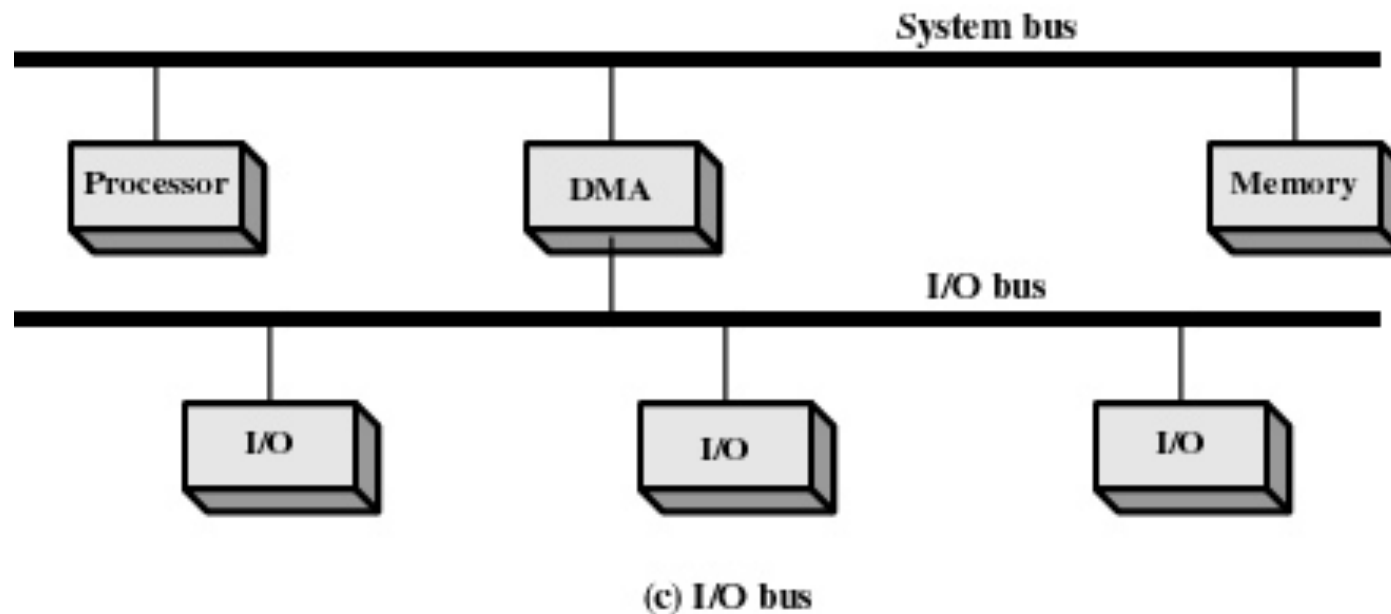 System bus
Processor
DMA
Memory
I/O bus
I/O
I/O
I/O
(c) I/O bus